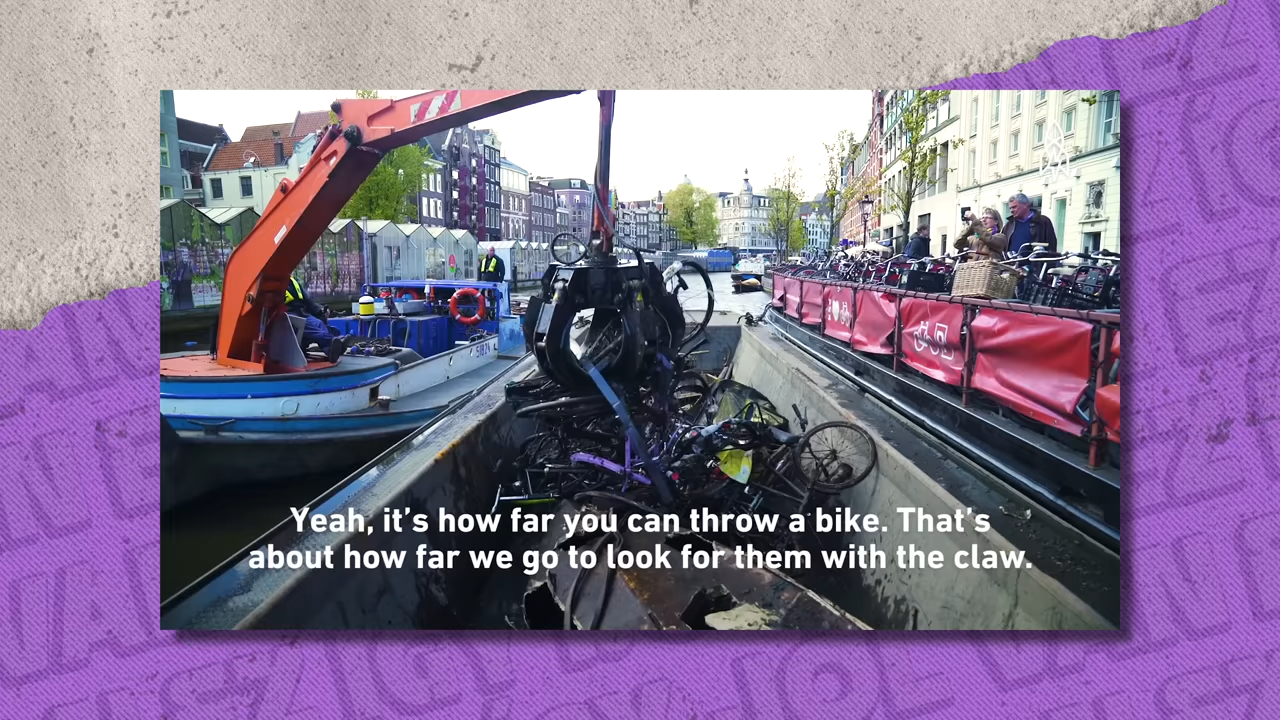 Yeah, it's how far you can throw a bike. That's
about how far we go to look for them with the claw.